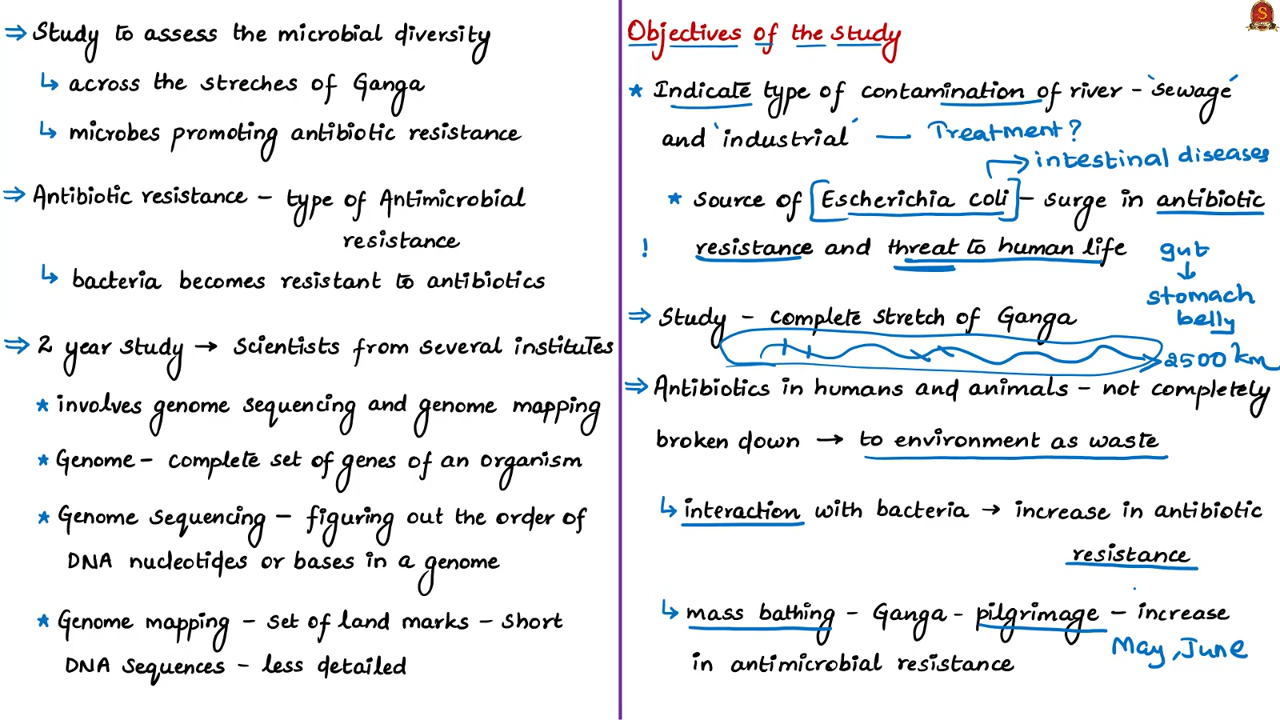 ⇒ Study to assess the microbial diversity
↳ across the streches of Ganga
↳ microbes promoting antibiotic resistance
⇒ Antibiotic resistance – type of Antimicrobial
resistance
↳ bacteria becomes resistant to antibiotics
⇒ 2 year study → Scientists from several institutes
* involves genome sequencing and genome mapping
* Genome – complete set of genes of an organism
* Genome sequencing – figuring out the order of
DNA nucleotides or bases in a genome
* Genome mapping – set of land marks – short
DNA sequences – less detailed
Objectives of the study
* Indicate type of contamination of river – 'sewage'
and 'industrial' — Treatment?
→ intestinal diseases
* Source of [Escherichia coli] – surge in antibiotic
! resistance and threat to human life
gut
↓
stomach
belly
⇒ Study – complete stretch of Ganga
2500 km
⇒ Antibiotics in humans and animals – not completely
broken down → to environment as waste
↳ interaction with bacteria → increase in antibiotic
resistance
↳ mass bathing – Ganga – pilgrimage – increase
in antimicrobial resistance
May, June
S